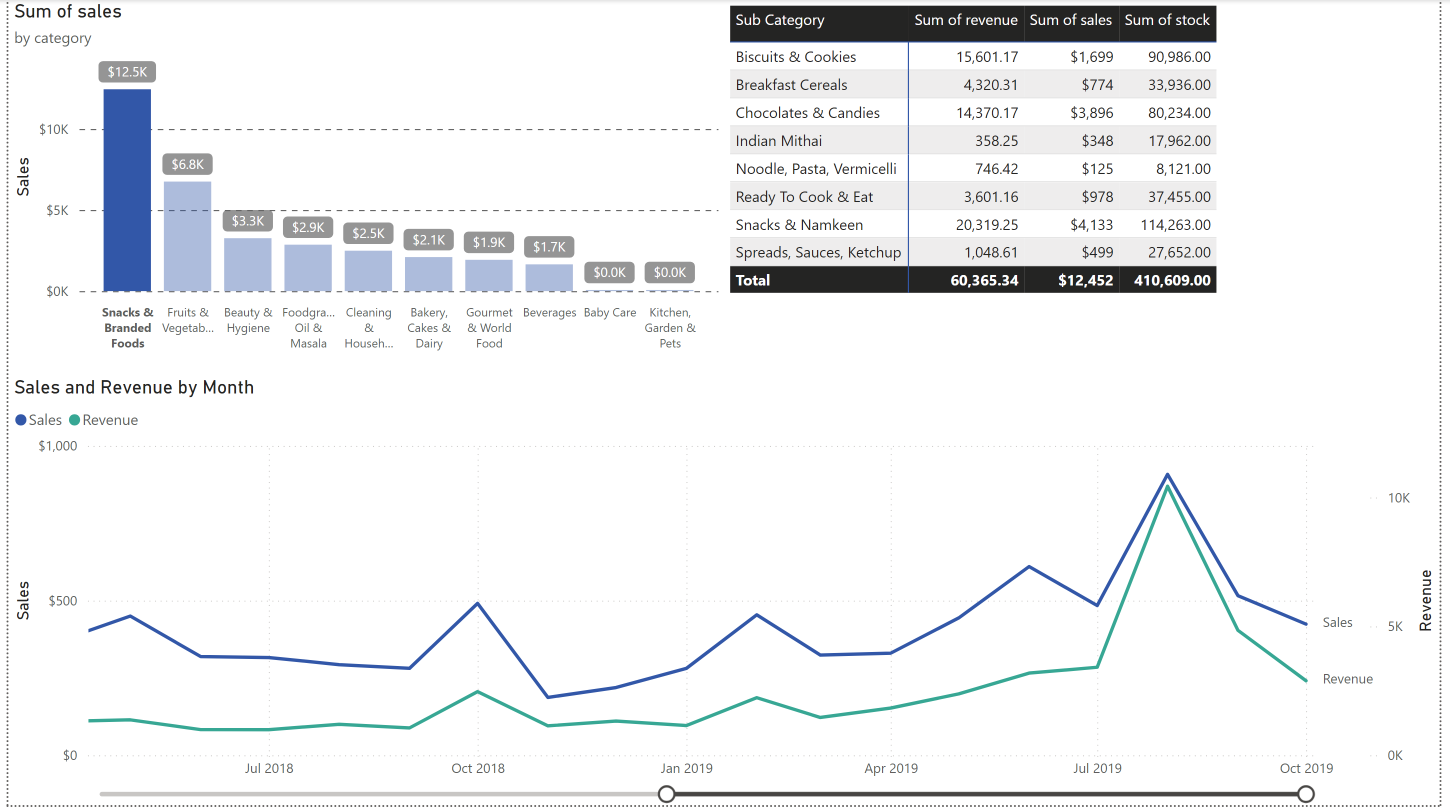 Sum of sales
by category
Sales
$10K
$5K
$0K
$12.5K
$6.8K
$3.3K
$2.9K
$2.5K
$2.1K
$1.9K
$1.7K
$0.0K
$0.0K
Snacks &
Branded
Foods
Fruits &
Vegetab...
Beauty &
Hygiene
Foodgra...
Oil &
Masala
Cleaning
&
Househ...
Bakery,
Cakes &
Dairy
Gourmet
& World
Food
Beverages
Baby Care
Kitchen,
Garden &
Pets
Sub Category Sum of revenue Sum of sales Sum of stock
Biscuits & Cookies 15,601.17 $1,699 90,986.00
Breakfast Cereals 4,320.31 $774 33,936.00
Chocolates & Candies 14,370.17 $3,896 80,234.00
Indian Mithai 358.25 $348 17,962.00
Noodle, Pasta, Vermicelli 746.42 $125 8,121.00
Ready To Cook & Eat 3,601.16 $978 37,455.00
Snacks & Namkeen 20,319.25 $4,133 114,263.00
Spreads, Sauces, Ketchup 1,048.61 $499 27,652.00
Total 60,365.34 $12,452 410,609.00
Sales and Revenue by Month
Sales Revenue
Sales
$1,000
$500
$0
10K
5K
0K
Revenue
Sales
Revenue
Jul 2018 Oct 2018 Jan 2019 Apr 2019 Jul 2019 Oct 2019